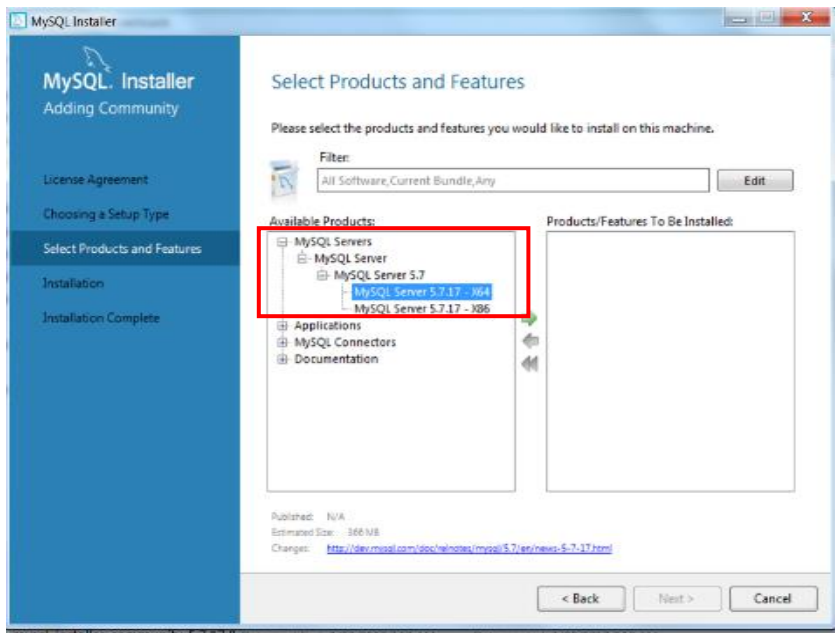 MySQL Installer
MySQL. Installer
Adding Community
License Agreement
Choosing a Setup Type
Select Products and Features
Installation
Installation Complete
Select Products and Features
Please select the products and features you would like to install on this machine.
Filter:
All Software,Current Bundle,Any
Edit
Available Products:
MySQL Servers
MySQL Server
MySQL Server 5.7
MySQL Server 5.7.17 - X64
MySQL Server 5.7.17 - X86
Applications
MySQL Connectors
Documentation
Products/Features To Be Installed:
Published: N/A
Estimated Size: 366 MB
Changes: http://dev.mysql.com/doc/relnotes/mysql/5.7/en/news-5-7-17.html
< Back
Next >
Cancel